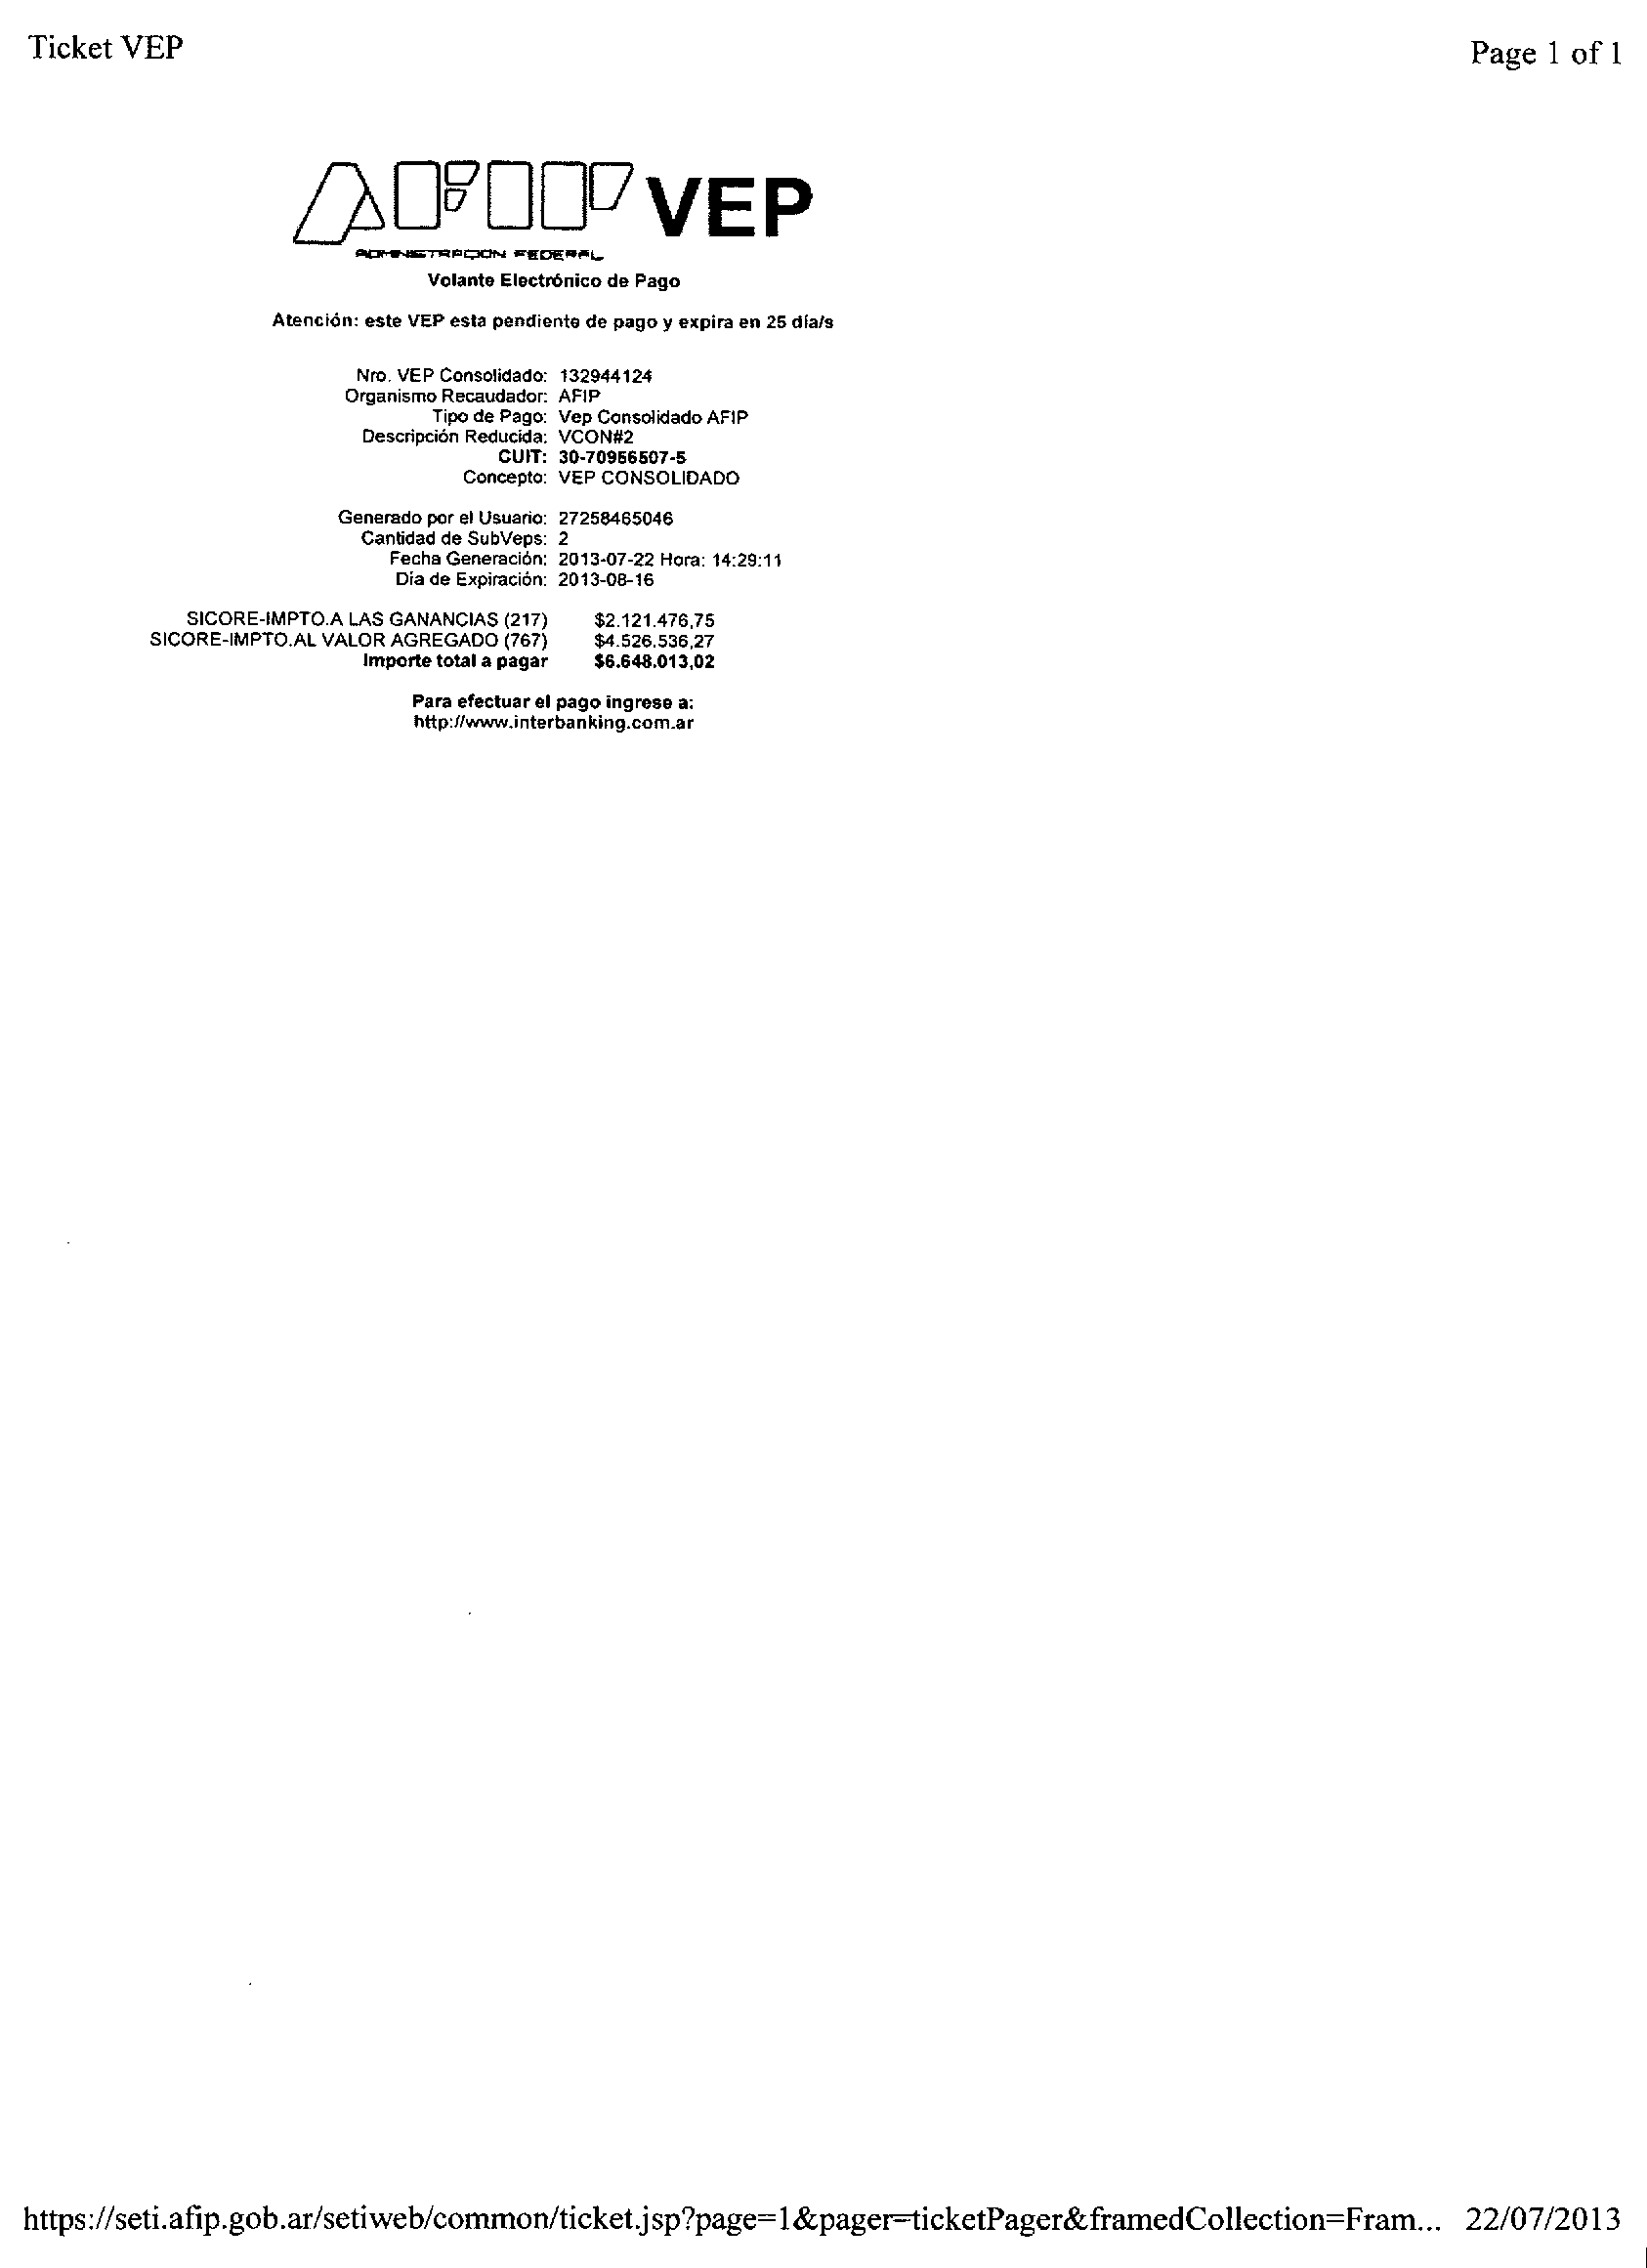 Ticket VEP
Page 1 of 1
AFIP VEP
ADMINISTRACION FEDERAL
Volante Electrónico de Pago
Atención: este VEP esta pendiente de pago y expira en 25 día/s
Nro. VEP Consolidado: 132944124
Organismo Recaudador: AFIP
Tipo de Pago: Vep Consolidado AFIP
Descripción Reducida: VCON#2
CUIT: 30-70956507-5
Concepto: VEP CONSOLIDADO
Generado por el Usuario: 27258465046
Cantidad de SubVeps: 2
Fecha Generación: 2013-07-22 Hora: 14:29:11
Día de Expiración: 2013-08-16
SICORE-IMPTO.A LAS GANANCIAS (217) $2.121.476,75
SICORE-IMPTO.AL VALOR AGREGADO (767) $4.526.536,27
Importe total a pagar $6.648.013,02
Para efectuar el pago ingrese a:
http://www.interbanking.com.ar
https://seti.afip.gob.ar/setiweb/common/ticket.jsp?page=1&pager=ticketPager&framedCollection=Fram... 22/07/2013